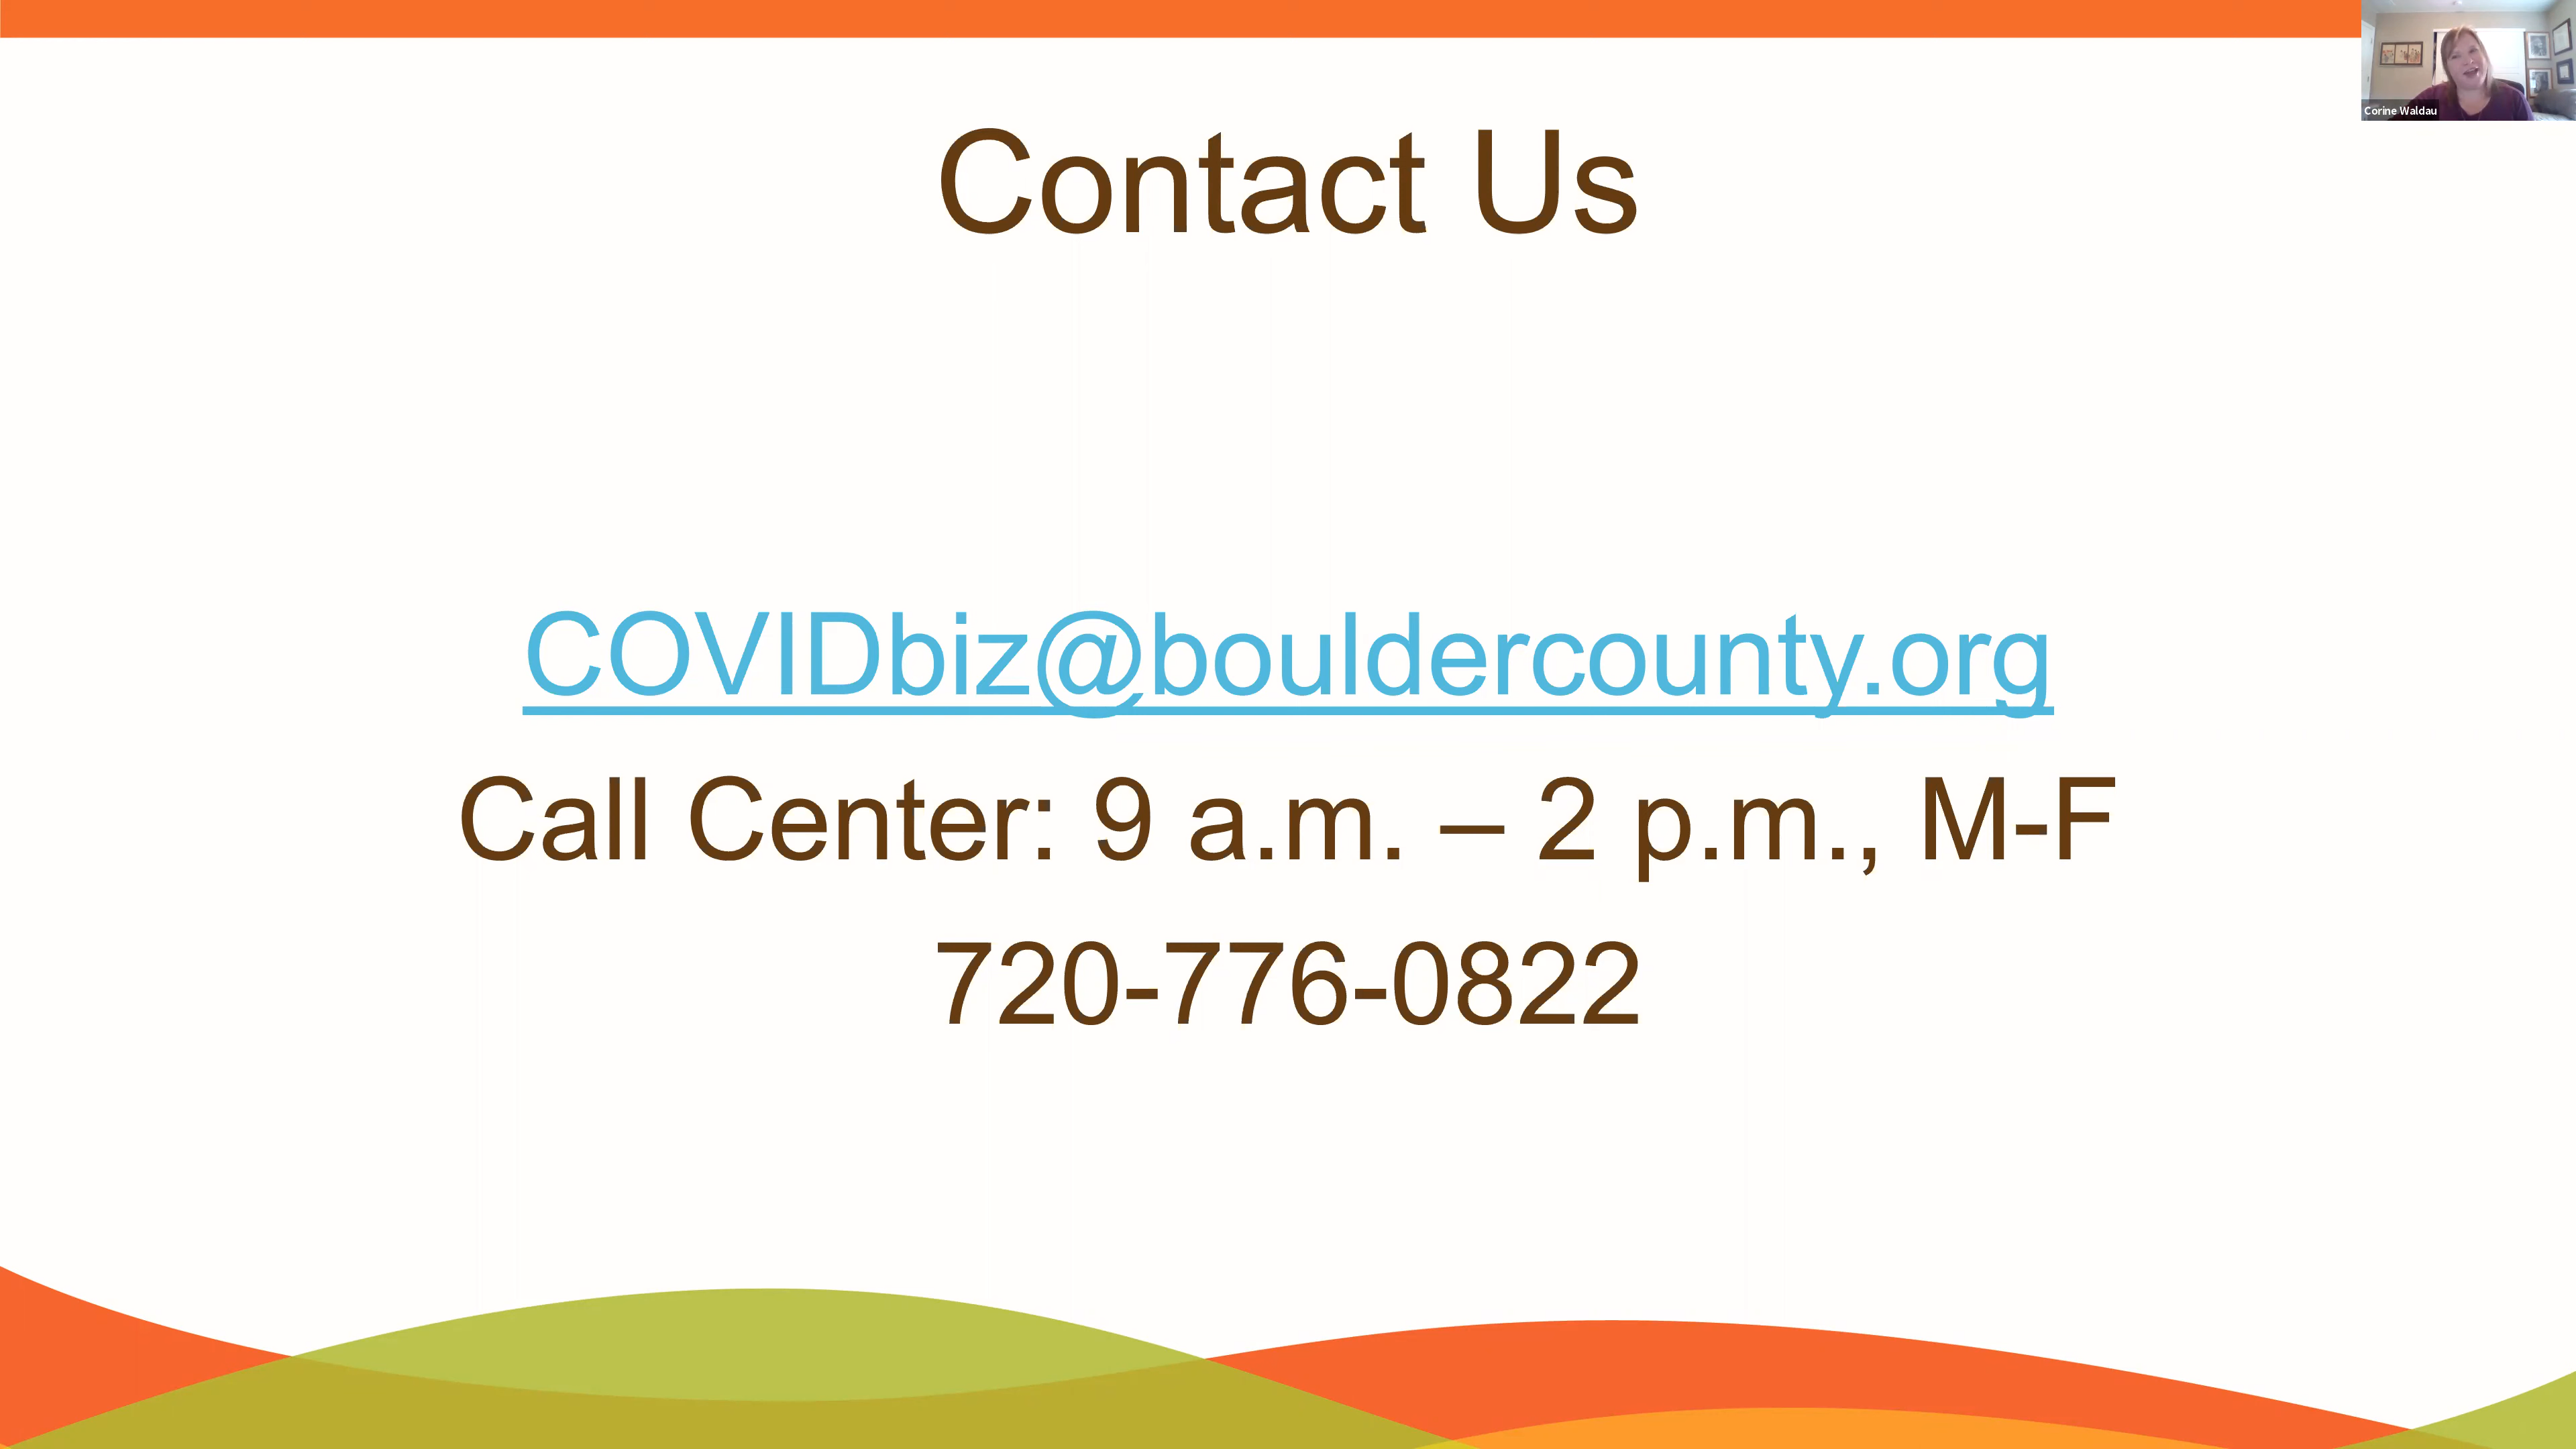 Contact Us
COVIDbiz@bouldercounty.org
Call Center: 9 a.m. – 2 p.m., M-F
720-776-0822
Corine Waldau